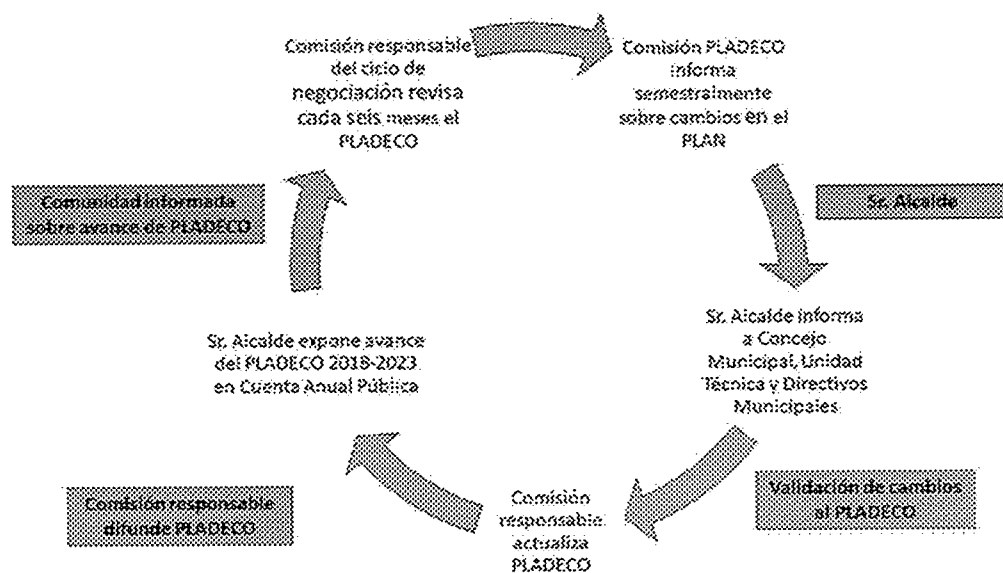 Comisión responsable
del ciclo de
negociación revisa
cada seis meses el
PLADECO
Comisión PLADECO
informa
semestralmente
sobre cambios en el
PLAN
Comunidad informada
sobre avance de PLADECO
Sr. Alcalde
Sr. Alcalde expone avance
del PLADECO 2018-2023
en Cuenta Anual Pública
Sr. Alcalde informa
a Concejo
Municipal, Unidad
Técnica y Directivos
Municipales
Comisión responsable
difunde PLADECO
Comisión
responsable
actualiza
PLADECO
Validación de cambios
al PLADECO